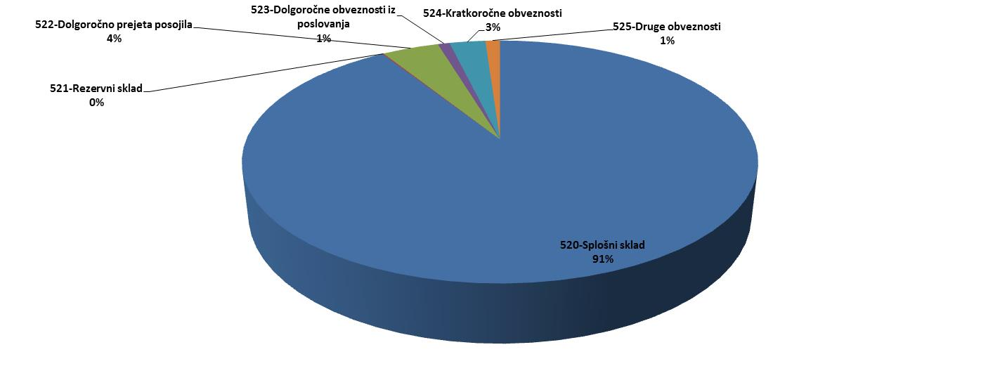 523-Dolgoročne obveznosti iz
poslovanja
1%
524-Kratkoročne obveznosti
3%
522-Dolgoročno prejeta posojila
4%
525-Druge obveznosti
1%
521-Rezervni sklad
0%
520-Splošni sklad
91%